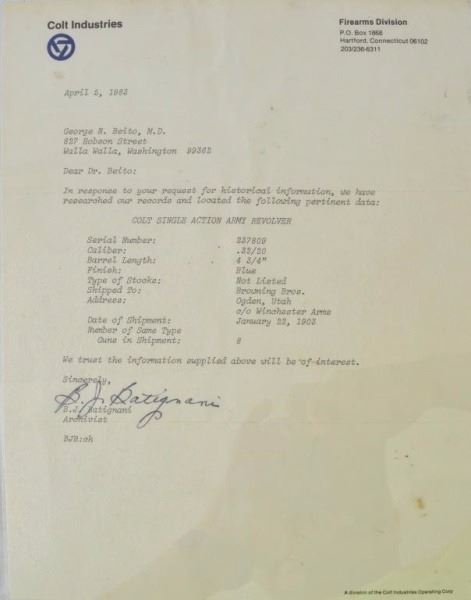 Colt Industries
Firearms Division
P.O. Box 1868
Hartford, Connecticut 06102
203/236-6311
April 5, 1983
George N. Beito, M.D.
827 Hobson Street
Walla Walla, Washington 99362
Dear Dr. Beito:
In response to your request for historical information, we have
researched our records and located the following pertinent data:
COLT SINGLE ACTION ARMY REVOLVER
Serial Number: 237809
Caliber: .32/20
Barrel Length: 4 3/4"
Finish: Blue
Type of Stocks: Not Listed
Shipped To: Browning Bros.
Address: Ogden, Utah
c/o Winchester Arms
Date of Shipment: January 22, 1903
Number of Same Type
Guns in Shipment: 8
We trust the information supplied above will be of interest.
Sincerely,
B. J. Batignani
B.J. Batignani
Archivist
BJB:ah
A division of the Colt Industries Operating Corp